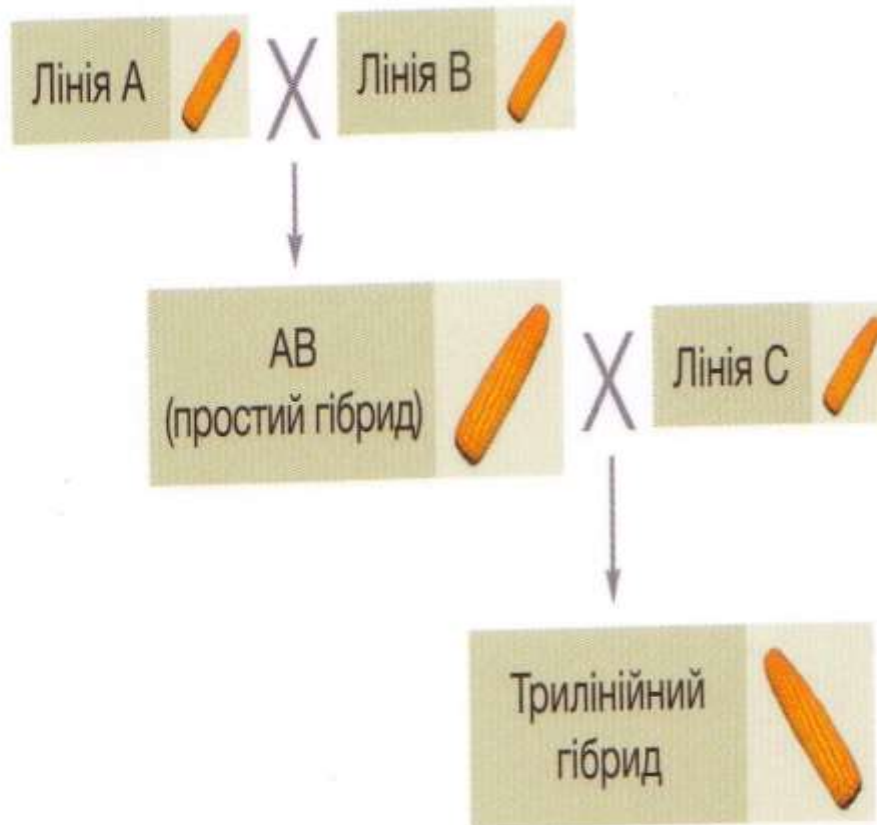 Лінія А
Лінія В
АВ
(простий гібрид)
Лінія С
Трилінійний
гібрид